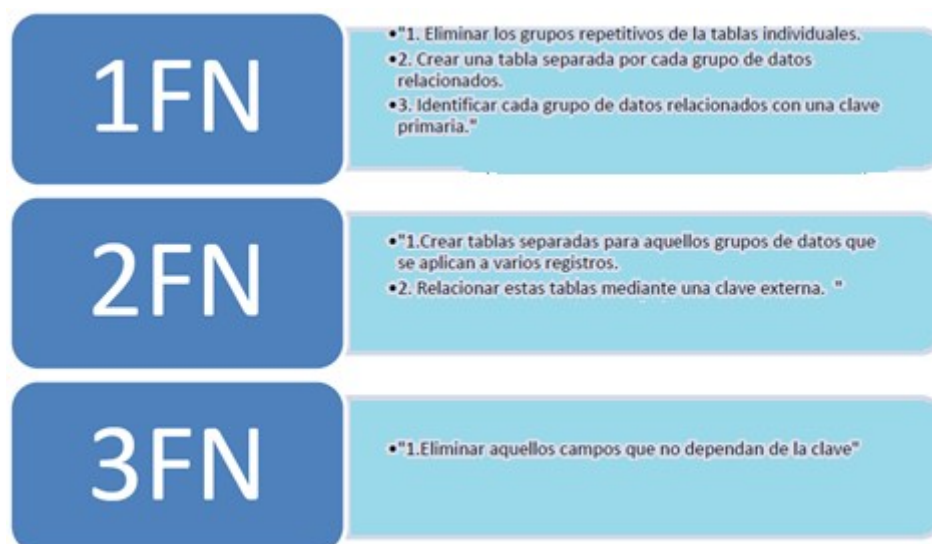 1FN
•"1. Eliminar los grupos repetitivos de la tablas individuales.
•2. Crear una tabla separada por cada grupo de datos
relacionados.
•3. Identificar cada grupo de datos relacionados con una clave
primaria."
2FN
•"1.Crear tablas separadas para aquellos grupos de datos que
se aplican a varios registros.
•2. Relacionar estas tablas mediante una clave externa. "
3FN
•"1.Eliminar aquellos campos que no dependan de la clave"